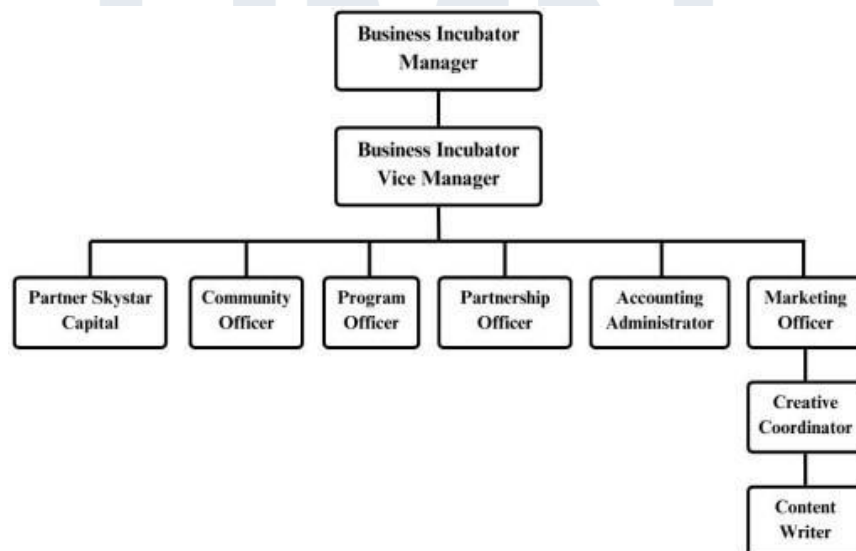 Business Incubator
Manager
Business Incubator
Vice Manager
Partner Skystar
Capital
Community
Officer
Program
Officer
Partnership
Officer
Accounting
Administrator
Marketing
Officer
Creative
Coordinator
Content
Writer